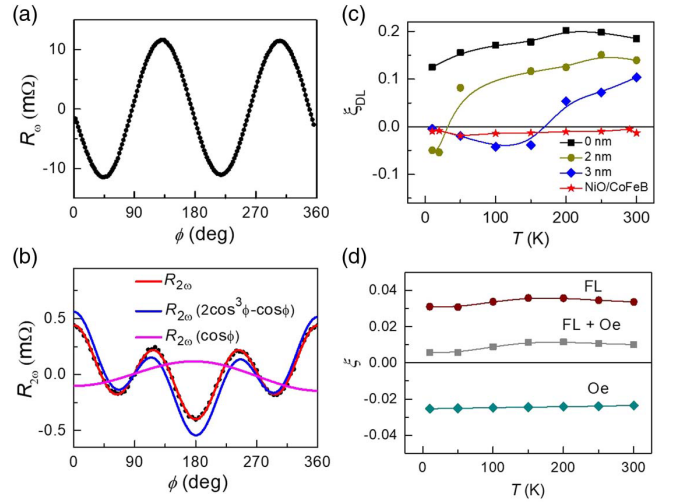 (a)
10
0
-10
R_ω (mΩ)
0 90 180 270 360
ϕ (deg)
(b)
R_2ω
R_2ω (2cos³ϕ-cosϕ)
R_2ω (cosϕ)
0.5
0.0
-0.5
R_2ω (mΩ)
0 90 180 270 360
ϕ (deg)
(c)
0.2
0.1
0.0
-0.1
ξ_DL
0 nm
2 nm
3 nm
NiO/CoFeB
0 100 200 300
T (K)
(d)
0.04
0.02
0.00
-0.02
-0.04
ξ
FL
FL + Oe
Oe
0 100 200 300
T (K)